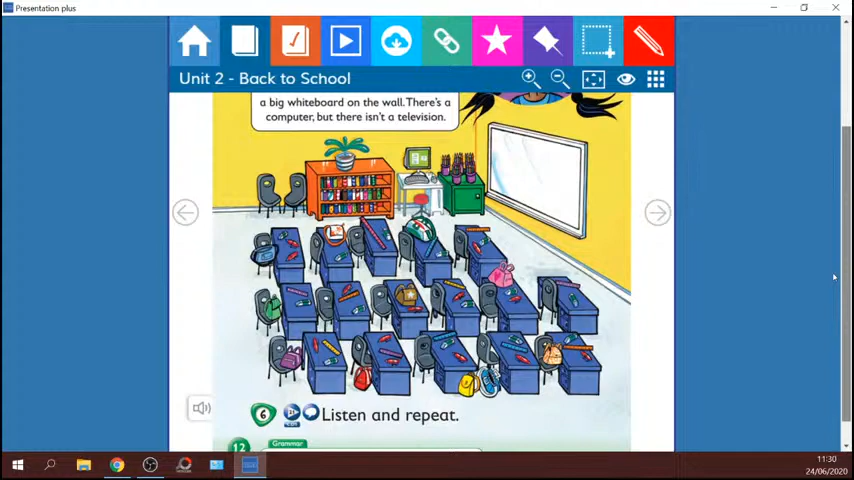 Presentation plus
Unit 2 - Back to School
a big whiteboard on the wall. There's a
computer, but there isn't a television.
6 Listen and repeat.
12 Grammar
11:30
24/06/2020